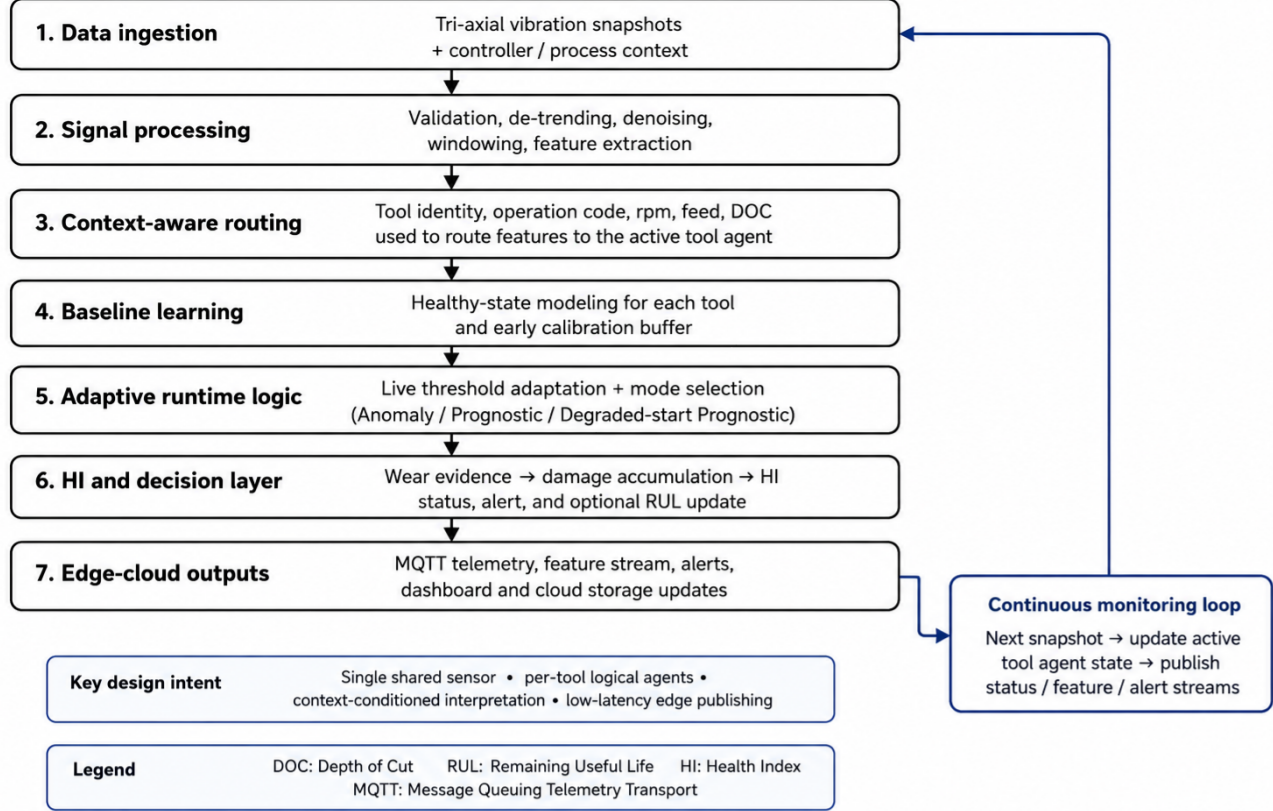 1. Data ingestion
Tri-axial vibration snapshots
+ controller / process context
2. Signal processing
Validation, de-trending, denoising,
windowing, feature extraction
3. Context-aware routing
Tool identity, operation code, rpm, feed, DOC
used to route features to the active tool agent
4. Baseline learning
Healthy-state modeling for each tool
and early calibration buffer
5. Adaptive runtime logic
Live threshold adaptation + mode selection
(Anomaly / Prognostic / Degraded-start Prognostic)
6. HI and decision layer
Wear evidence → damage accumulation → HI
status, alert, and optional RUL update
7. Edge-cloud outputs
MQTT telemetry, feature stream, alerts,
dashboard and cloud storage updates
Continuous monitoring loop
Next snapshot → update active
tool agent state → publish
status / feature / alert streams
Key design intent
Single shared sensor • per-tool logical agents •
context-conditioned interpretation • low-latency edge publishing
Legend
DOC: Depth of Cut RUL: Remaining Useful Life HI: Health Index
MQTT: Message Queuing Telemetry Transport